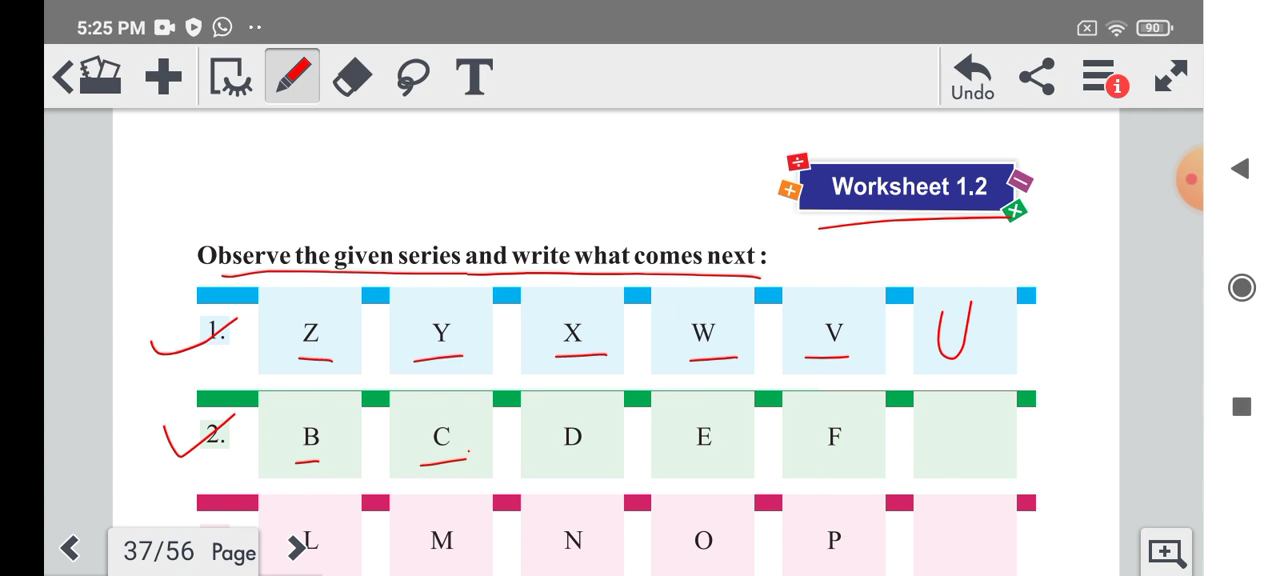 5:25 PM
90
T
Undo
Worksheet 1.2
Observe the given series and write what comes next :
1. Z Y X W V U
2. B C D E F
L M N O P
37/56 Page